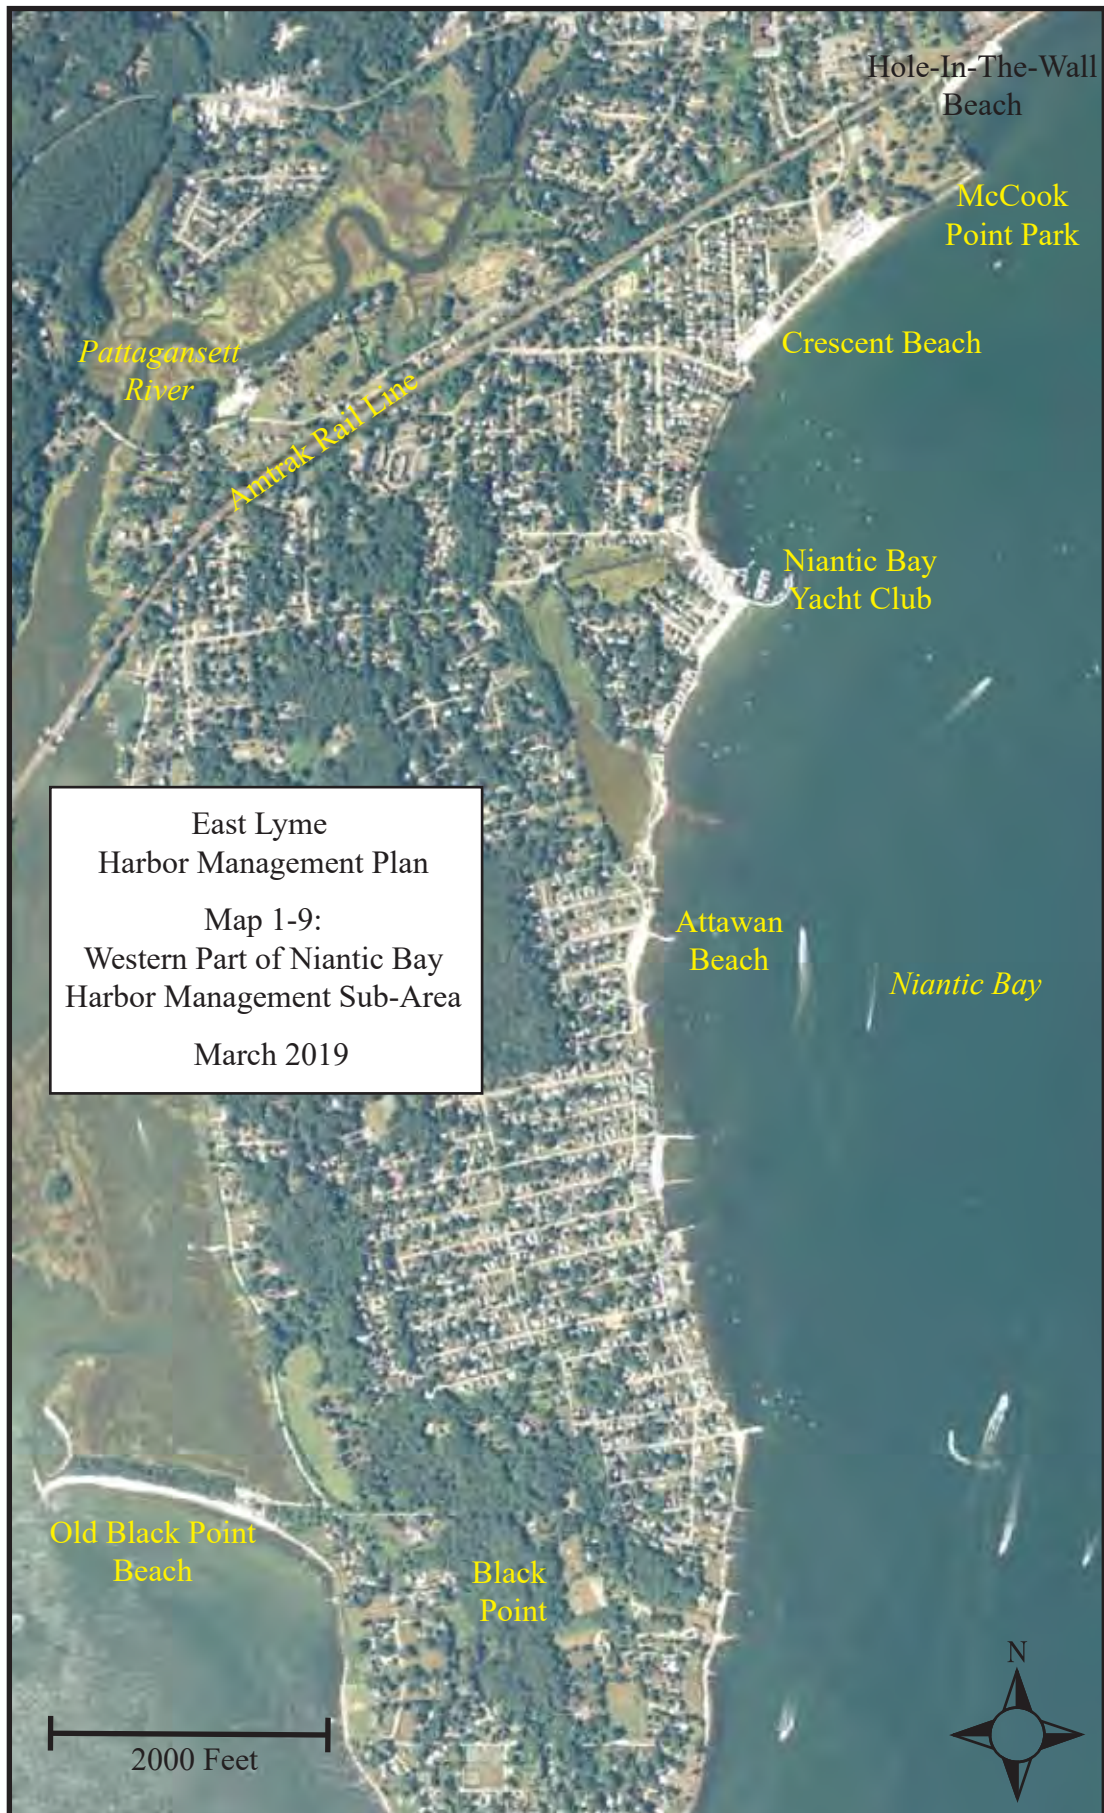 Hole-In-The-Wall
Beach
McCook
Point Park
Crescent Beach
Pattagansett
River
Amtrak Rail Line
Niantic Bay
Yacht Club
East Lyme
Harbor Management Plan
Map 1-9:
Western Part of Niantic Bay
Harbor Management Sub-Area
March 2019
Attawan
Beach
Niantic Bay
Old Black Point
Beach
Black
Point
N
2000 Feet